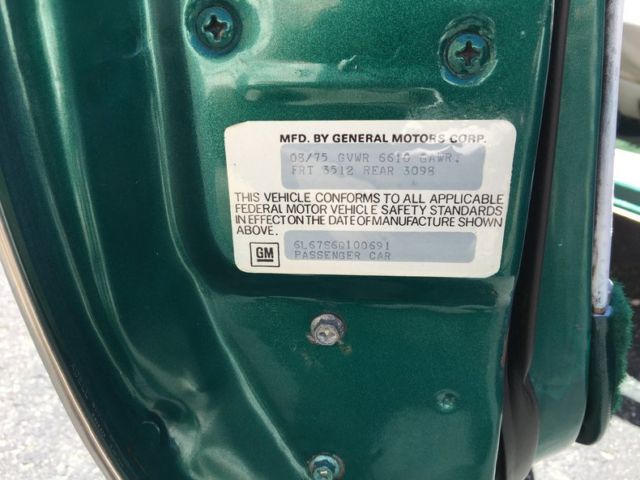 MFD. BY GENERAL MOTORS CORP.
08/75 GVWR 6610 GAWR.
FRT 3512 REAR 3098
THIS VEHICLE CONFORMS TO ALL APPLICABLE
FEDERAL MOTOR VEHICLE SAFETY STANDARDS
IN EFFECT ON THE DATE OF MANUFACTURE SHOWN
ABOVE.
GM
6L67S6Q100691
PASSENGER CAR